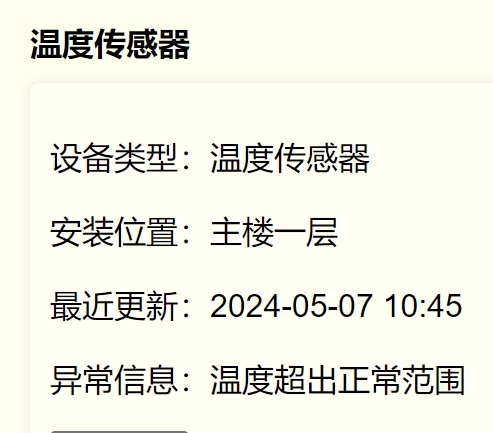 温度传感器
设备类型：温度传感器
安装位置：主楼一层
最近更新：2024-05-07 10:45
异常信息：温度超出正常范围